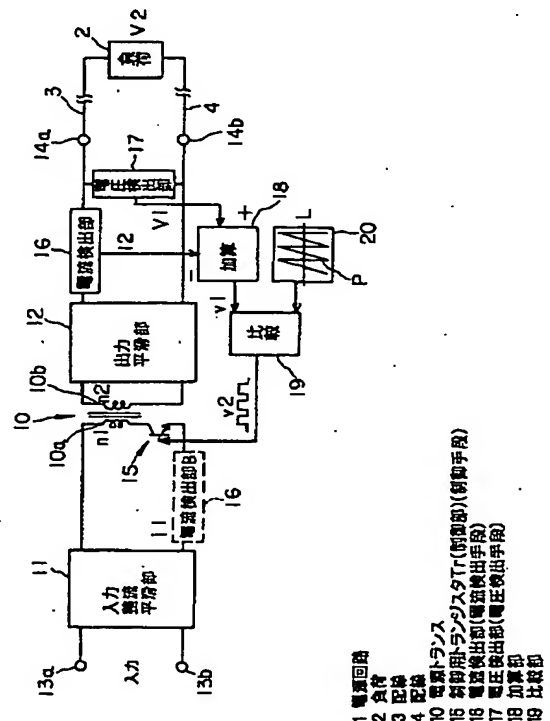 V2
2
負荷
3
4
14a
14b
17
電圧検出部
V1
16
電流検出部
I2
18
+
-
加算
20
L
P
v1
比較
19
v2
12
出力
平滑部
10
10a
10b
n1
n2
15
I1
電流検出部B
16
11
入力
整流
平滑部
13a
入力
13b
1 電源回路
2 負荷
3 配線
4 配線
10 電源トランス
15 制御用トランジスタTr(制御部)(制御手段)
16 電流検出部(電流検出手段)
17 電圧検出部(電圧検出手段)
18 加算部
19 比較部